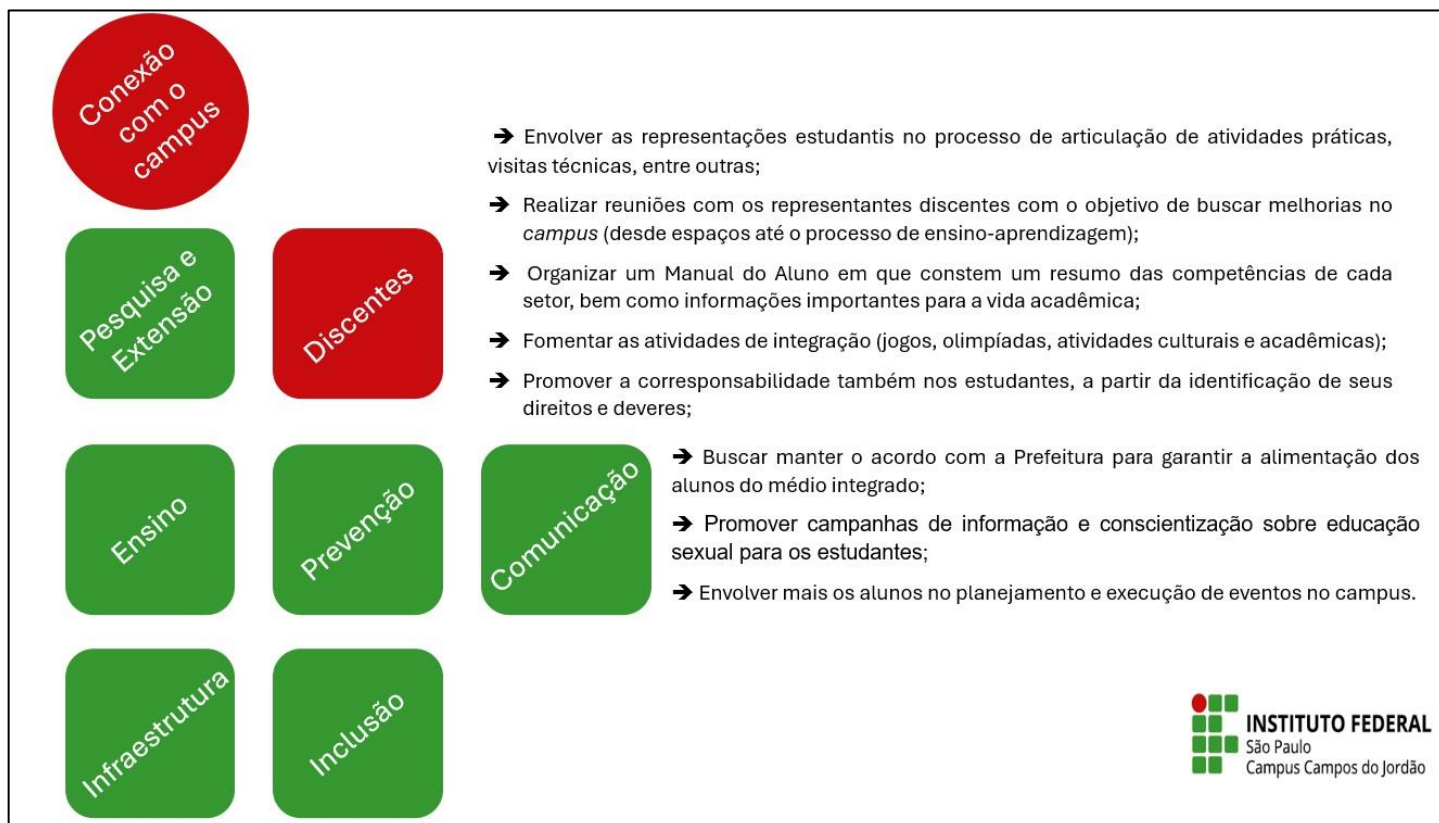 Conexão
com o
campus
Pesquisa e
Extensão
Discentes
➔ Envolver as representações estudantis no processo de articulação de atividades práticas,
visitas técnicas, entre outras;
➔ Realizar reuniões com os representantes discentes com o objetivo de buscar melhorias no
campus (desde espaços até o processo de ensino-aprendizagem);
➔ Organizar um Manual do Aluno em que constem um resumo das competências de cada
setor, bem como informações importantes para a vida acadêmica;
➔ Fomentar as atividades de integração (jogos, olimpíadas, atividades culturais e acadêmicas);
➔ Promover a corresponsabilidade também nos estudantes, a partir da identificação de seus
direitos e deveres;
Ensino
Prevenção
Comunicação
➔ Buscar manter o acordo com a Prefeitura para garantir a alimentação dos
alunos do médio integrado;
➔ Promover campanhas de informação e conscientização sobre educação
sexual para os estudantes;
➔ Envolver mais os alunos no planejamento e execução de eventos no campus.
Infraestrutura
Inclusão
INSTITUTO FEDERAL
São Paulo
Campus Campos do Jordão